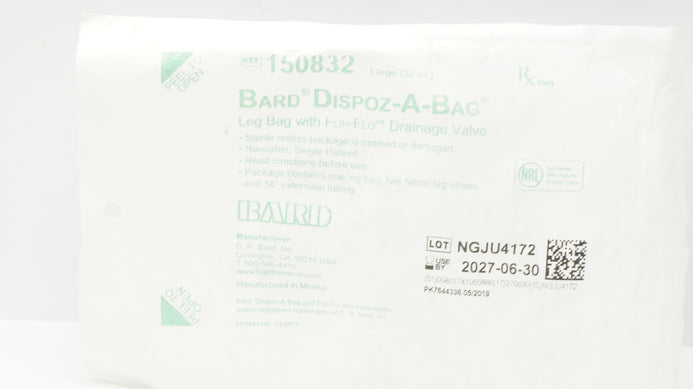 PEEL TO
OPEN
REF 150832 Large (32 oz.)
Rx Only
BARD® DISPOZ-A-BAG®
Leg Bag with FLIP-FLO™ Drainage Valve
• Sterile unless package is opened or damaged.
• Reusable, Single Patient.
• Read directions before use.
• Package contains one leg bag, two fabric leg straps
and 18" extension tubing.
NRL
Not Made
with Natural
Rubber Latex
BARD
Manufacturer
C. R. Bard, Inc.
Covington, GA 30014 USA
1-800-526-4455
www.bardmedical.com
Manufactured in Mexico
LOT NGJU4172
USE
BY 2027-06-30
PK7644336 05/2019
PEEL TO
OPEN
Bard, Dispoz-A-Bag and Flip-Flo are trademarks
and/or registered trademarks of C. R. Bard, Inc.